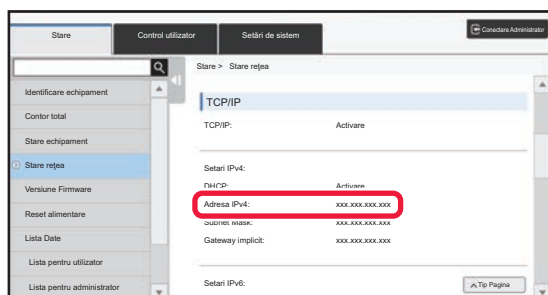 Stare
Control utilizator
Setări de sistem
Conectare Administrator
Stare > Stare rețea
Identificare echipament
Contor total
Stare echipament
Stare rețea
Versiune Firmware
Reset alimentare
Lista Date
Lista pentru utilizator
Lista pentru administrator
TCP/IP
TCP/IP: Activare
Setari IPv4:
DHCP: Activare
Adresa IPv4: xxx.xxx.xxx.xxx
Subnet Mask: xxx.xxx.xxx.xxx
Gateway implicit: xxx.xxx.xxx.xxx
Setari IPv6:
Tip Pagina